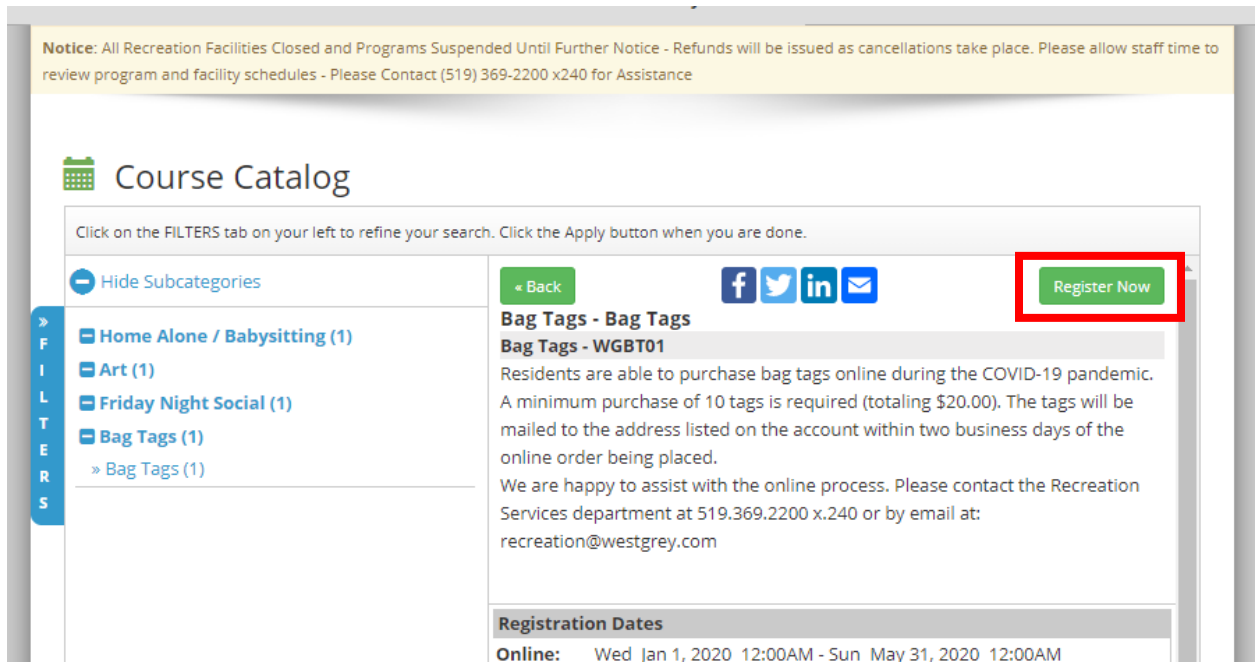 Notice: All Recreation Facilities Closed and Programs Suspended Until Further Notice - Refunds will be issued as cancellations take place. Please allow staff time to
review program and facility schedules - Please Contact (519) 369-2200 x240 for Assistance
Course Catalog
Click on the FILTERS tab on your left to refine your search. Click the Apply button when you are done.
» FILTERS
Hide Subcategories
Home Alone / Babysitting (1)
Art (1)
Friday Night Social (1)
Bag Tags (1)
» Bag Tags (1)
« Back
Register Now
Bag Tags - Bag Tags
Bag Tags - WGBT01
Residents are able to purchase bag tags online during the COVID-19 pandemic.
A minimum purchase of 10 tags is required (totaling $20.00). The tags will be
mailed to the address listed on the account within two business days of the
online order being placed.
We are happy to assist with the online process. Please contact the Recreation
Services department at 519.369.2200 x.240 or by email at:
recreation@westgrey.com
Registration Dates
Online: Wed Jan 1, 2020 12:00AM - Sun May 31, 2020 12:00AM